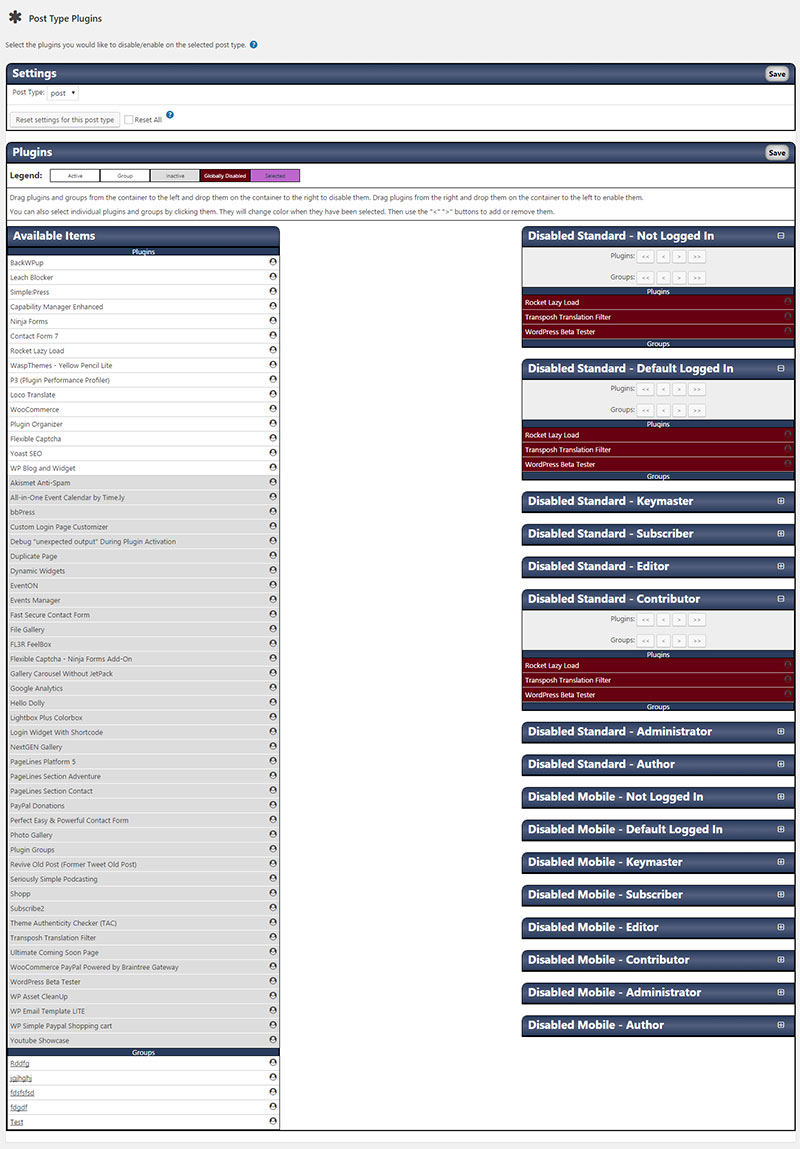 Post Type Plugins
Select the plugins you would like to disable/enable on the selected post type.
Settings
Save
Post Type: post
Reset settings for this post type
Reset All
Plugins
Save
Legend:
Active
Group
Inactive
Globally Disabled
Selected
Drag plugins and groups from the container to the left and drop them on the container to the right to disable them. Drag plugins from the right and drop them on the container to the left to enable them.
You can also select individual plugins and groups by clicking them. They will change color when they have been selected. Then use the "<" ">" buttons to add or remove them.
Available Items
Plugins
BackWPup
Leach Blocker
Simple:Press
Capability Manager Enhanced
Ninja Forms
Contact Form 7
Rocket Lazy Load
WaspThemes - Yellow Pencil Lite
P3 (Plugin Performance Profiler)
Loco Translate
WooCommerce
Plugin Organizer
Flexible Captcha
Yoast SEO
WP Blog and Widget
Akismet Anti-Spam
All-in-One Event Calendar by Time.ly
bbPress
Custom Login Page Customizer
Debug "unexpected output" During Plugin Activation
Duplicate Page
Dynamic Widgets
EventON
Events Manager
Fast Secure Contact Form
File Gallery
FL3R FeelBox
Flexible Captcha - Ninja Forms Add-On
Gallery Carousel Without JetPack
Google Analytics
Hello Dolly
Lightbox Plus Colorbox
Login Widget With Shortcode
NextGEN Gallery
PageLines Platform 5
PageLines Section Adventure
PageLines Section Contact
PayPal Donations
Perfect Easy & Powerful Contact Form
Photo Gallery
Plugin Groups
Revive Old Post (Former Tweet Old Post)
Seriously Simple Podcasting
Shopp
Subscribe2
Theme Authenticity Checker (TAC)
Transposh Translation Filter
Ultimate Coming Soon Page
WooCommerce PayPal Powered by Braintree Gateway
WordPress Beta Tester
WP Asset CleanUp
WP Email Template LITE
WP Simple Paypal Shopping cart
Youtube Showcase
Groups
Rddfg
jgjhglhj
fdsfsfsd
fdgdf
Test
Disabled Standard - Not Logged In
Plugins: << < > >>
Groups: << < > >>
Plugins
Rocket Lazy Load
Transposh Translation Filter
WordPress Beta Tester
Groups
Disabled Standard - Default Logged In
Plugins: << < > >>
Groups: << < > >>
Plugins
Rocket Lazy Load
Transposh Translation Filter
WordPress Beta Tester
Groups
Disabled Standard - Keymaster
Disabled Standard - Subscriber
Disabled Standard - Editor
Disabled Standard - Contributor
Plugins: << < > >>
Groups: << < > >>
Plugins
Rocket Lazy Load
Transposh Translation Filter
WordPress Beta Tester
Groups
Disabled Standard - Administrator
Disabled Standard - Author
Disabled Mobile - Not Logged In
Disabled Mobile - Default Logged In
Disabled Mobile - Keymaster
Disabled Mobile - Subscriber
Disabled Mobile - Editor
Disabled Mobile - Contributor
Disabled Mobile - Administrator
Disabled Mobile - Author